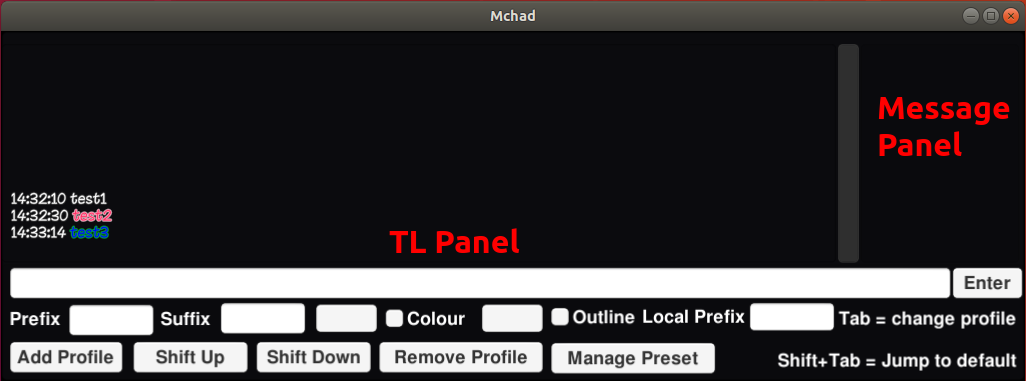 Mchad
Message
Panel
14:32:10 test1
14:32:30 test2
14:33:14 test3
TL Panel
Enter
Prefix Suffix Colour Outline Local Prefix Tab = change profile
Add Profile Shift Up Shift Down Remove Profile Manage Preset Shift+Tab = Jump to default